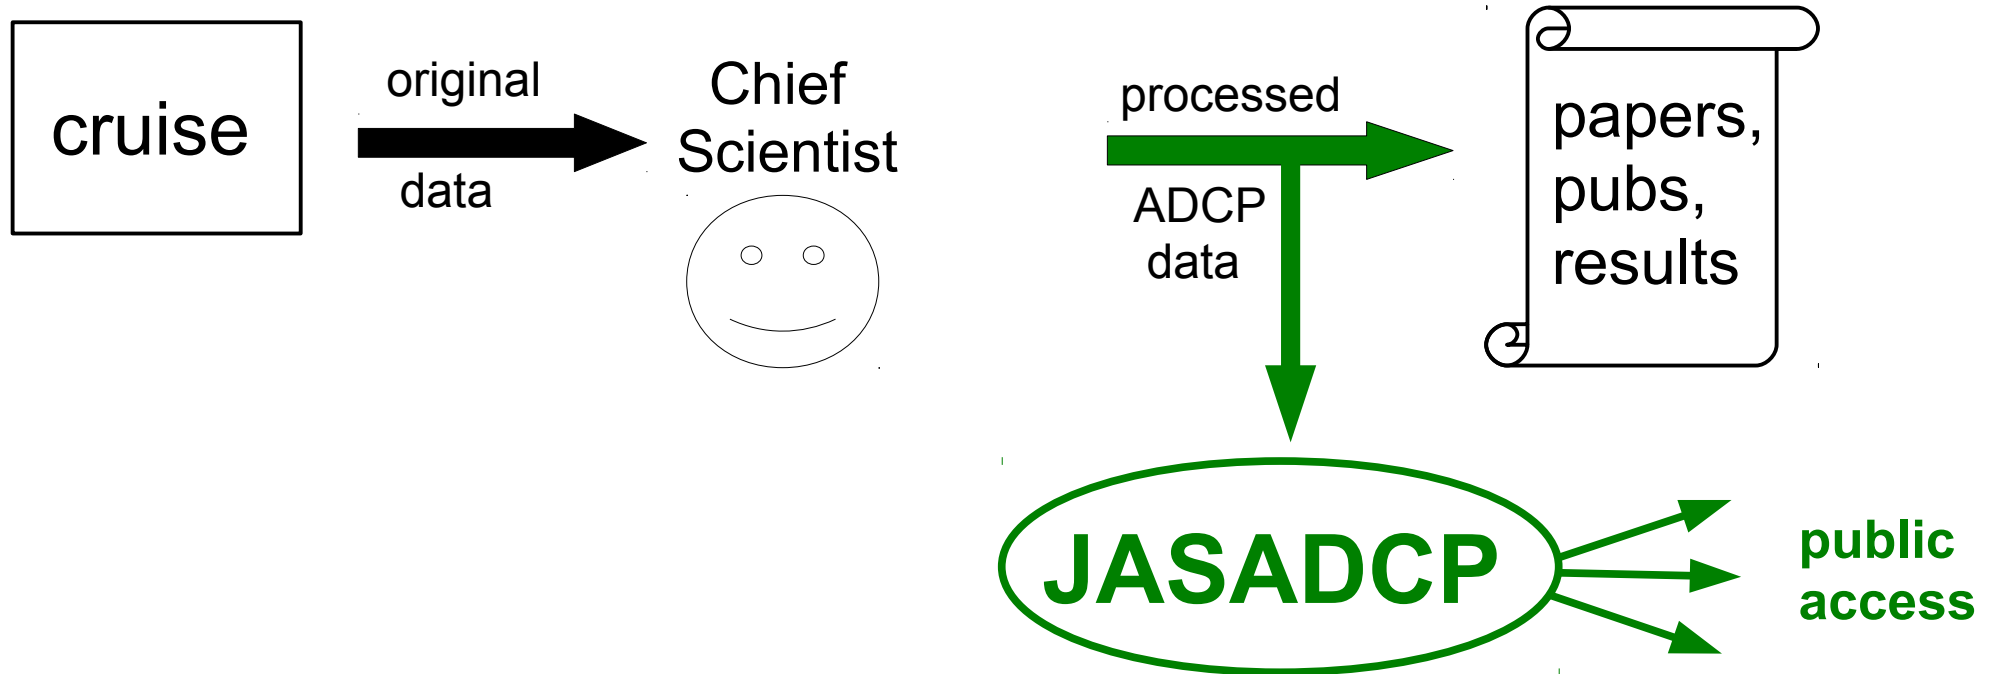 cruise
original
data
Chief
Scientist
processed
ADCP
data
papers,
pubs,
results
JASADCP
public
access